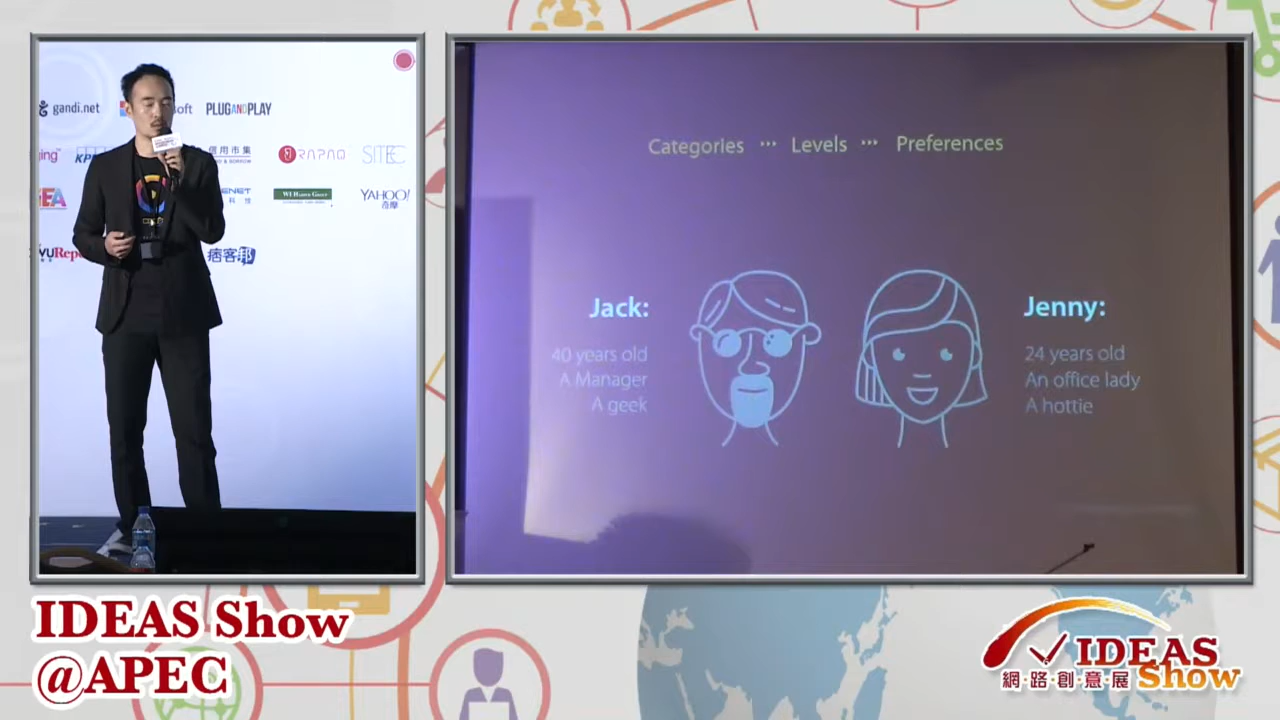 gandi.net
PLUGANDPLAY
信用市集
RAPAQ
SITEC
YAHOO!
奇摩
痞客邦
Categories ··· Levels ··· Preferences
Jack:
40 years old
A Manager
A geek
Jenny:
24 years old
An office lady
A hottie
IDEAS Show
@APEC
IDEAS
Show
網·路·創·意·展